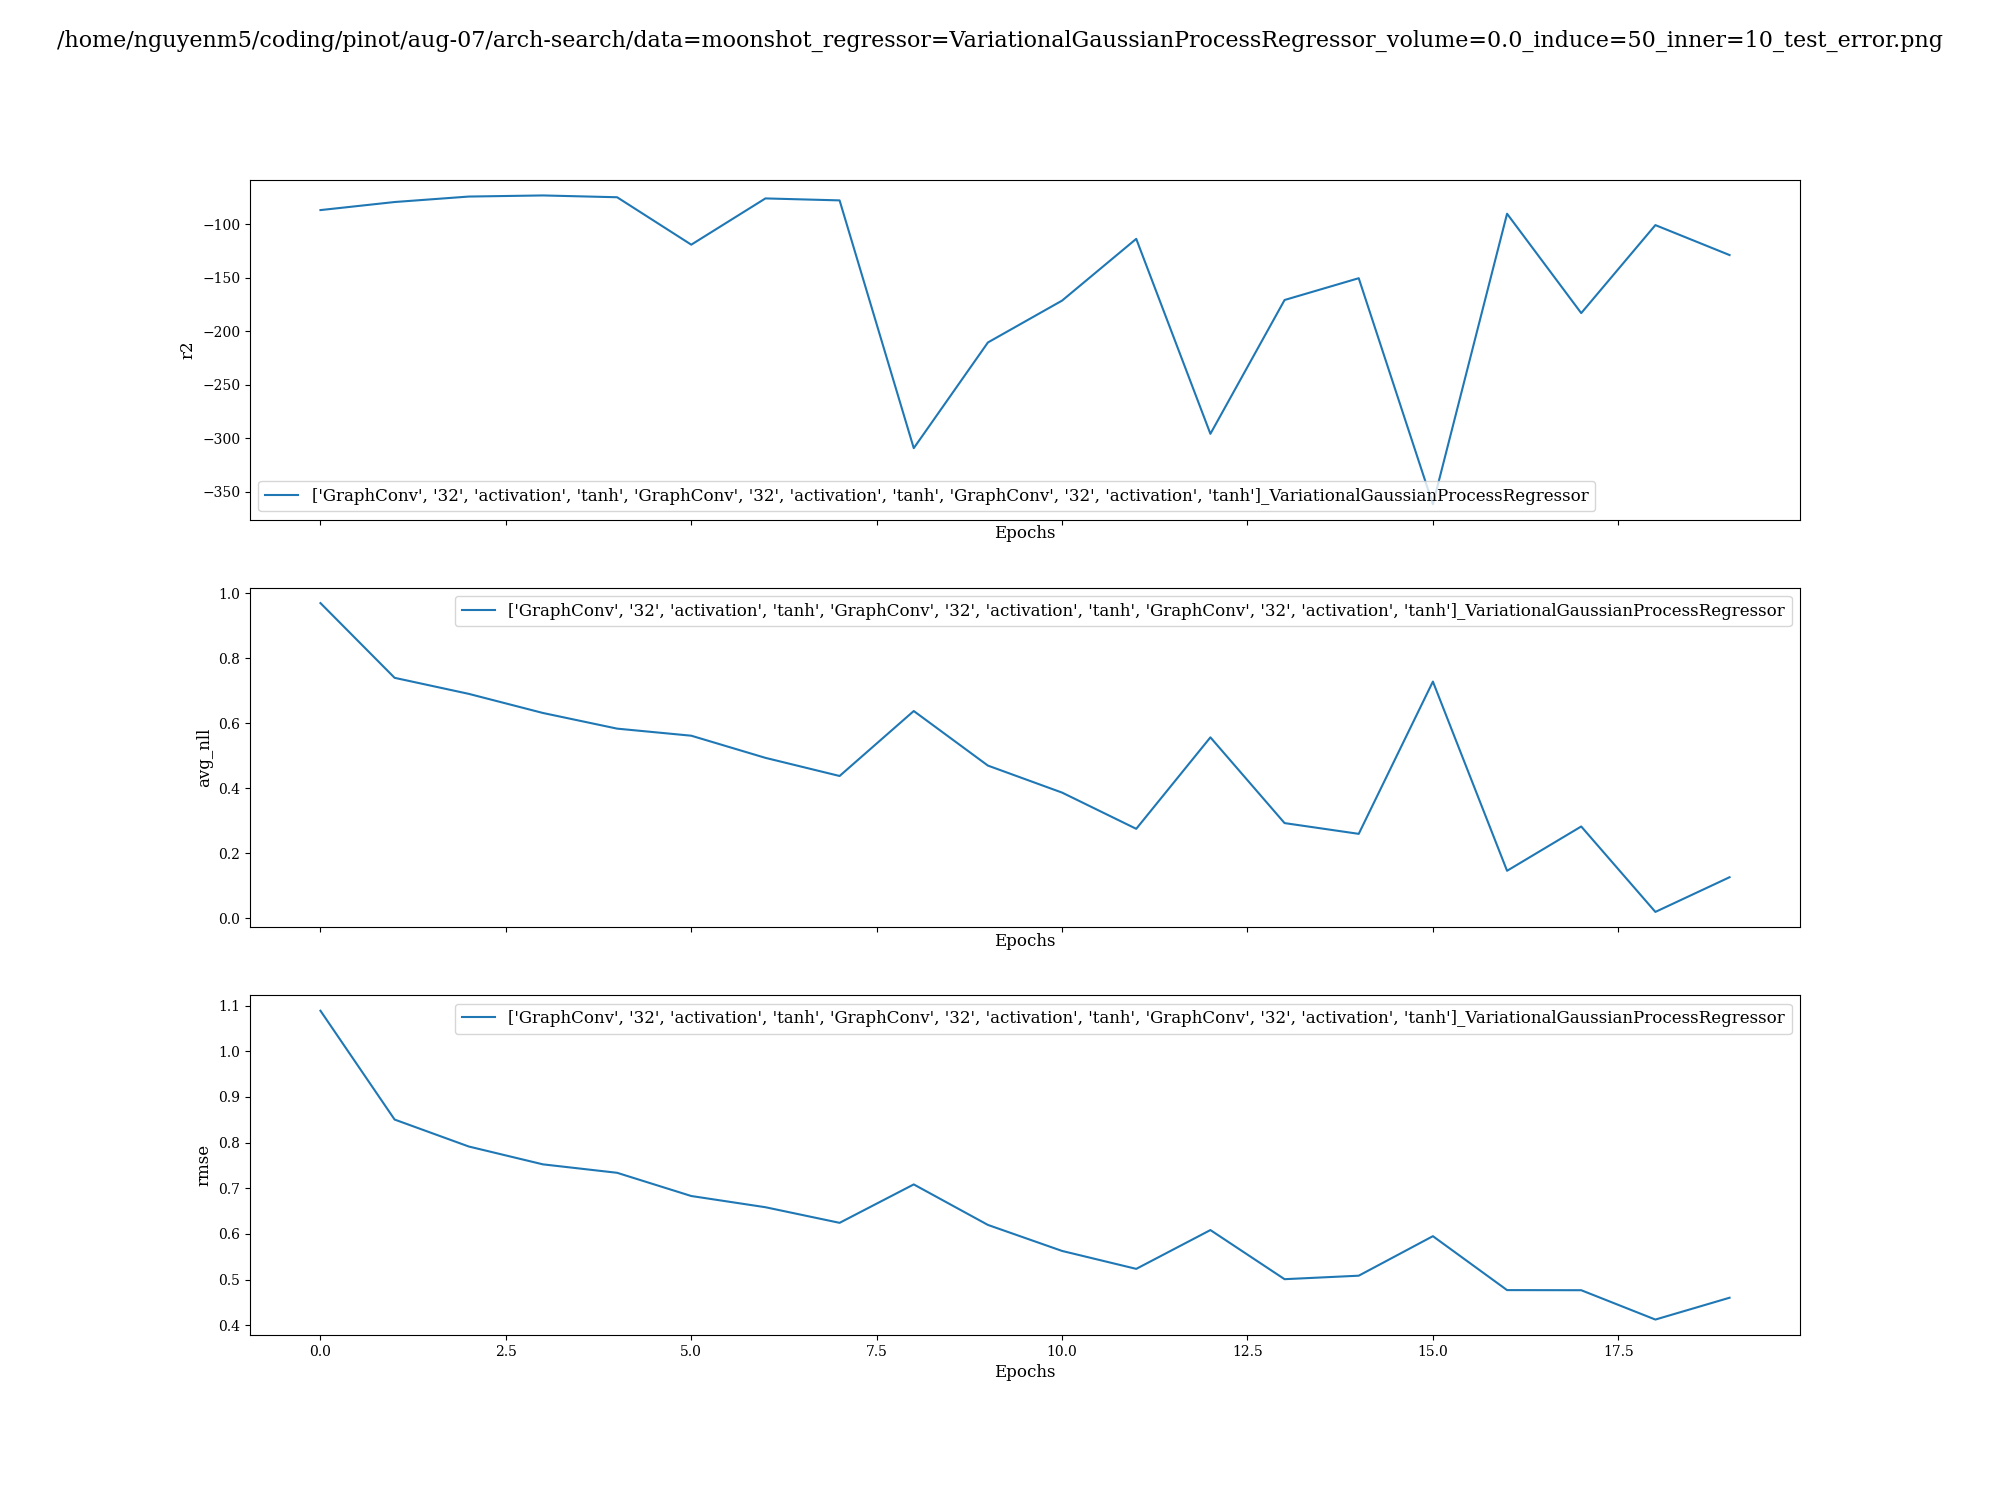 /home/nguyenm5/coding/pinot/aug-07/arch-search/data=moonshot_regressor=VariationalGaussianProcessRegressor_volume=0.0_induce=50_inner=10_test_error.png
−100
−150
−200
−250
−300
−350
r2
['GraphConv', '32', 'activation', 'tanh', 'GraphConv', '32', 'activation', 'tanh', 'GraphConv', '32', 'activation', 'tanh']_VariationalGaussianProcessRegressor
Epochs
1.0
0.8
0.6
0.4
0.2
0.0
avg_nll
['GraphConv', '32', 'activation', 'tanh', 'GraphConv', '32', 'activation', 'tanh', 'GraphConv', '32', 'activation', 'tanh']_VariationalGaussianProcessRegressor
Epochs
1.1
1.0
0.9
0.8
0.7
0.6
0.5
0.4
rmse
['GraphConv', '32', 'activation', 'tanh', 'GraphConv', '32', 'activation', 'tanh', 'GraphConv', '32', 'activation', 'tanh']_VariationalGaussianProcessRegressor
0.0 2.5 5.0 7.5 10.0 12.5 15.0 17.5
Epochs